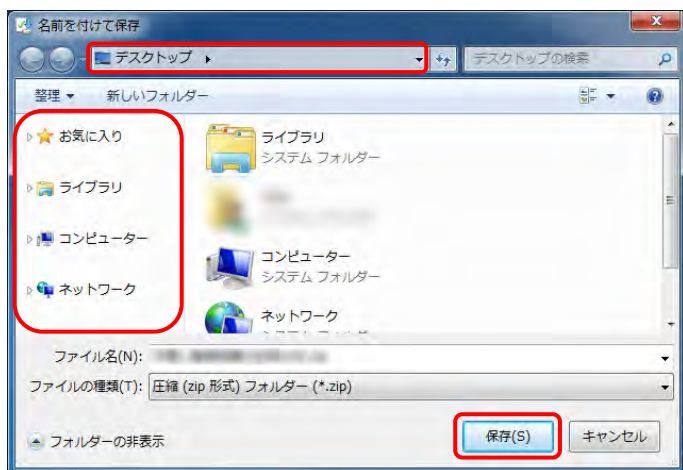 名前を付けて保存
デスクトップ
デスクトップの検索
整理
新しいフォルダー
お気に入り
ライブラリ
コンピューター
ネットワーク
ライブラリ
システム フォルダー
コンピューター
システム フォルダー
ネットワーク
ファイル名(N):
ファイルの種類(T): 圧縮 (zip 形式) フォルダー (*.zip)
フォルダーの非表示
保存(S)
キャンセル